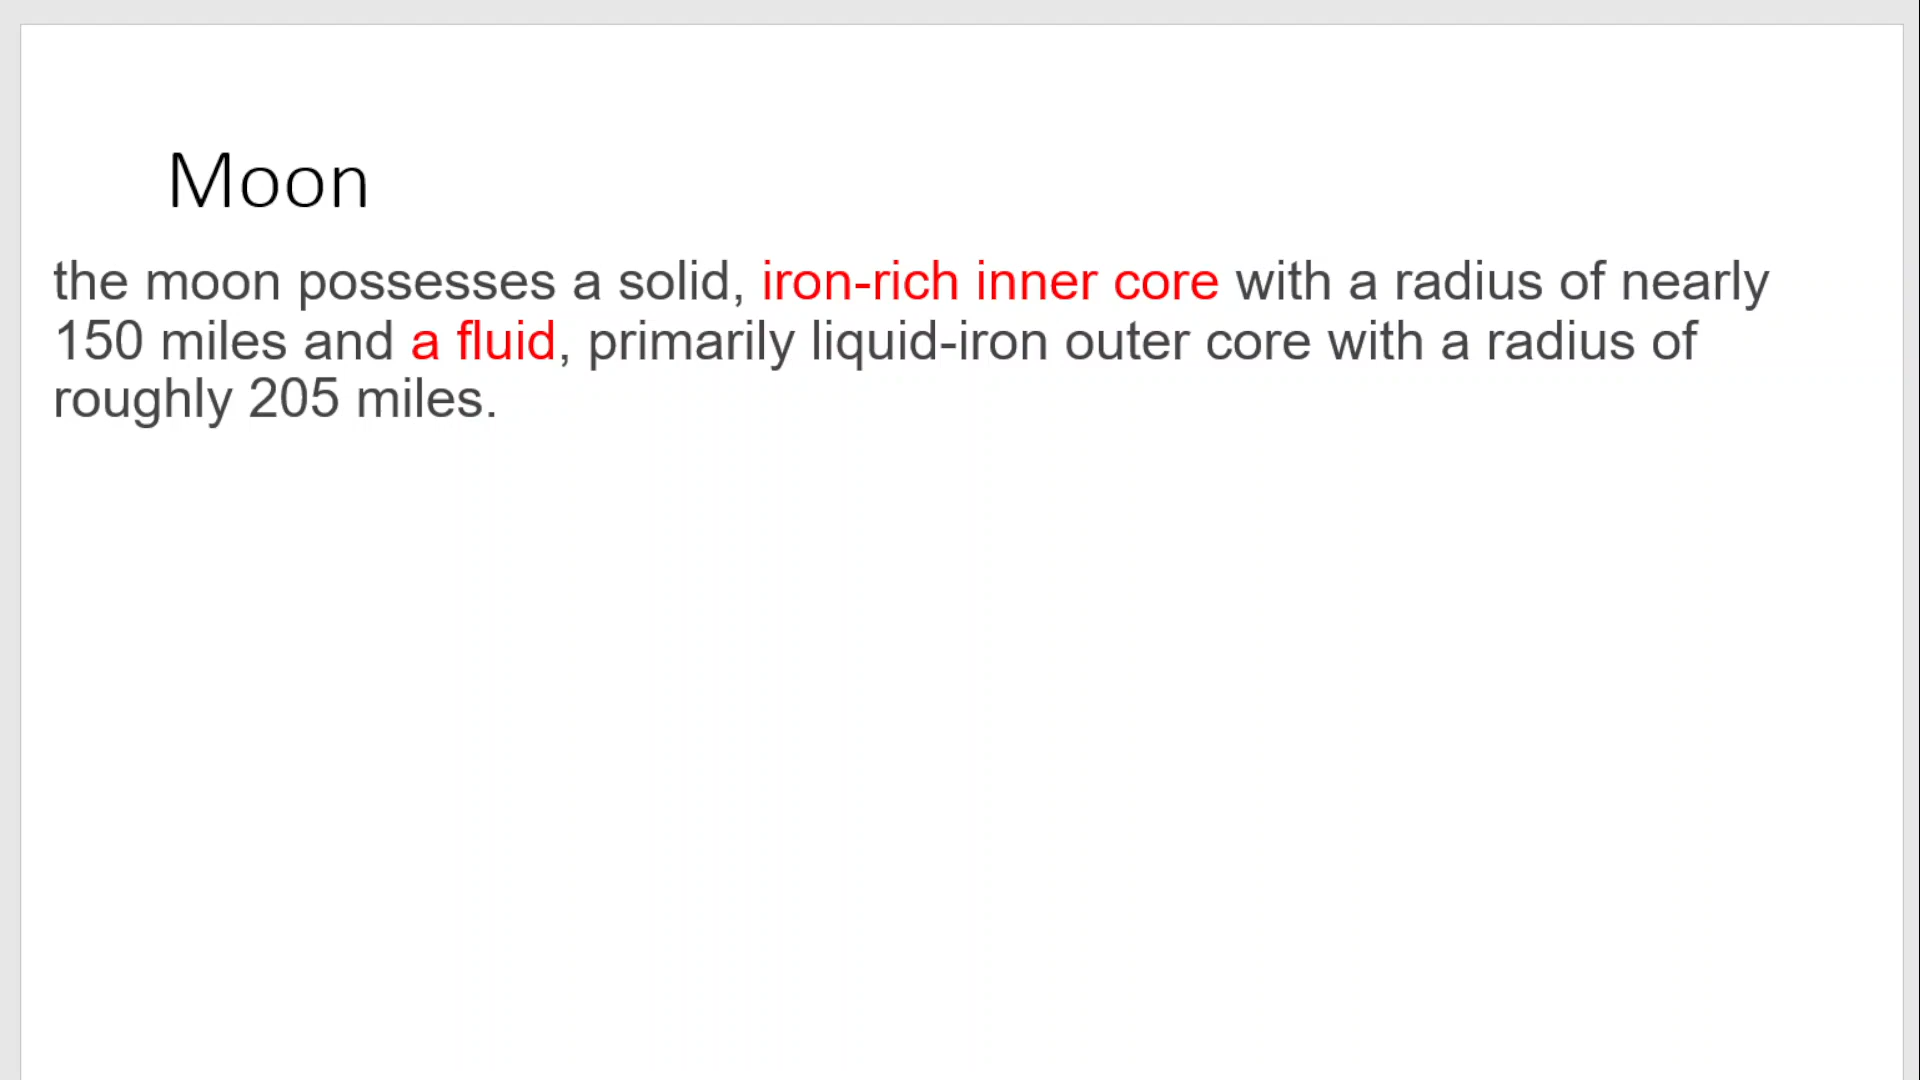 Moon
the moon possesses a solid, iron-rich inner core with a radius of nearly
150 miles and a fluid, primarily liquid-iron outer core with a radius of
roughly 205 miles.